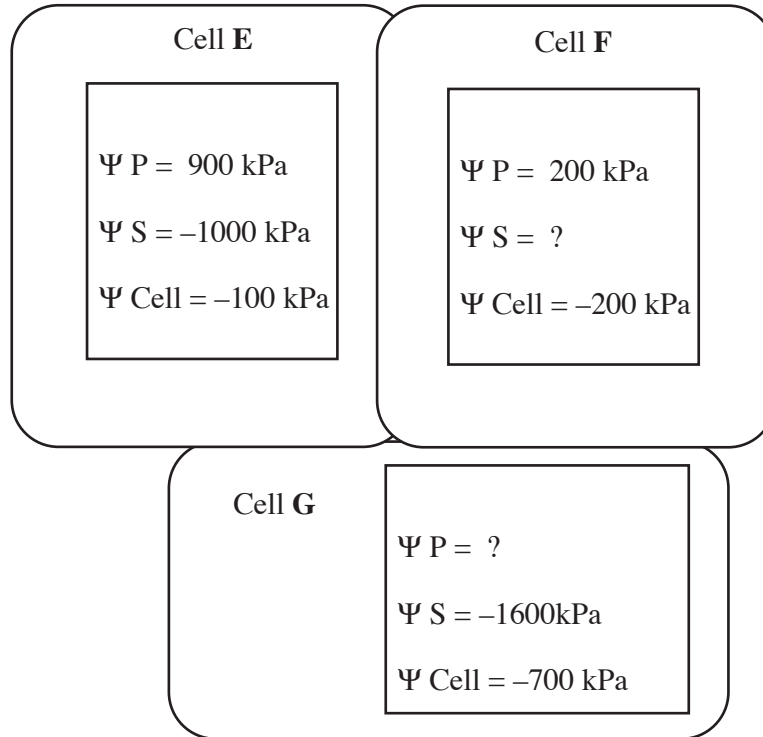 Cell E
Ψ P = 900 kPa
Ψ S = –1000 kPa
Ψ Cell = –100 kPa
Cell F
Ψ P = 200 kPa
Ψ S = ?
Ψ Cell = –200 kPa
Cell G
Ψ P = ?
Ψ S = –1600kPa
Ψ Cell = –700 kPa